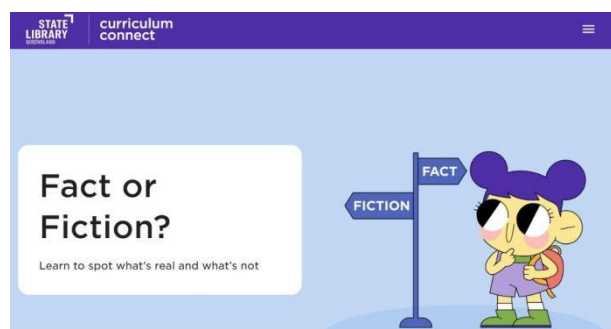 STATE
LIBRARY
QUEENSLAND
curriculum
connect
Fact or
Fiction?
Learn to spot what's real and what's not
FACT
FICTION